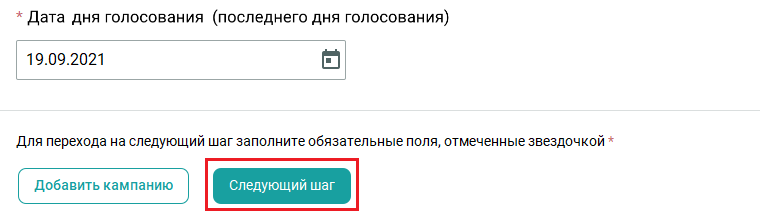 * Дата дня голосования (последнего дня голосования)
19.09.2021
Для перехода на следующий шаг заполните обязательные поля, отмеченные звездочкой *
Добавить кампанию Следующий шаг